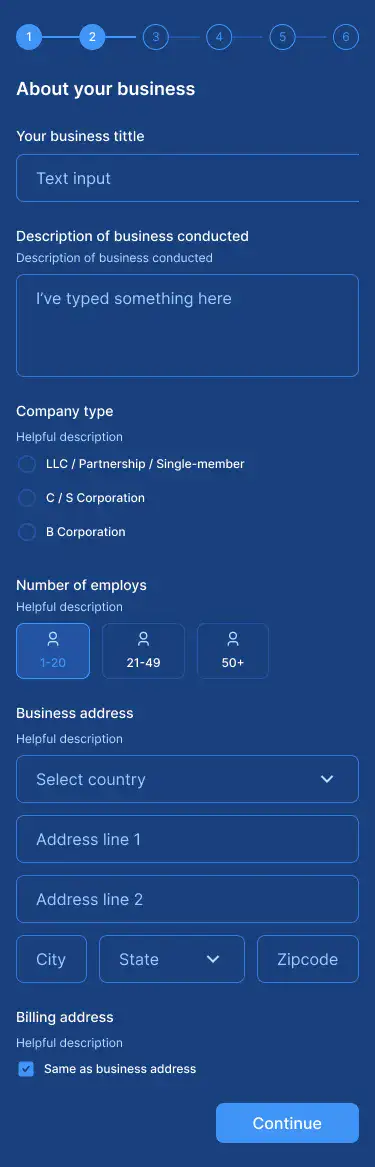 1 2 3 4 5 6
About your business
Your business tittle
Text input
Description of business conducted
Description of business conducted
I've typed something here
Company type
Helpful description
LLC / Partnership / Single-member
C / S Corporation
B Corporation
Number of employs
Helpful description
1-20 21-49 50+
Business address
Helpful description
Select country
Address line 1
Address line 2
City State Zipcode
Billing address
Helpful description
Same as business address
Continue